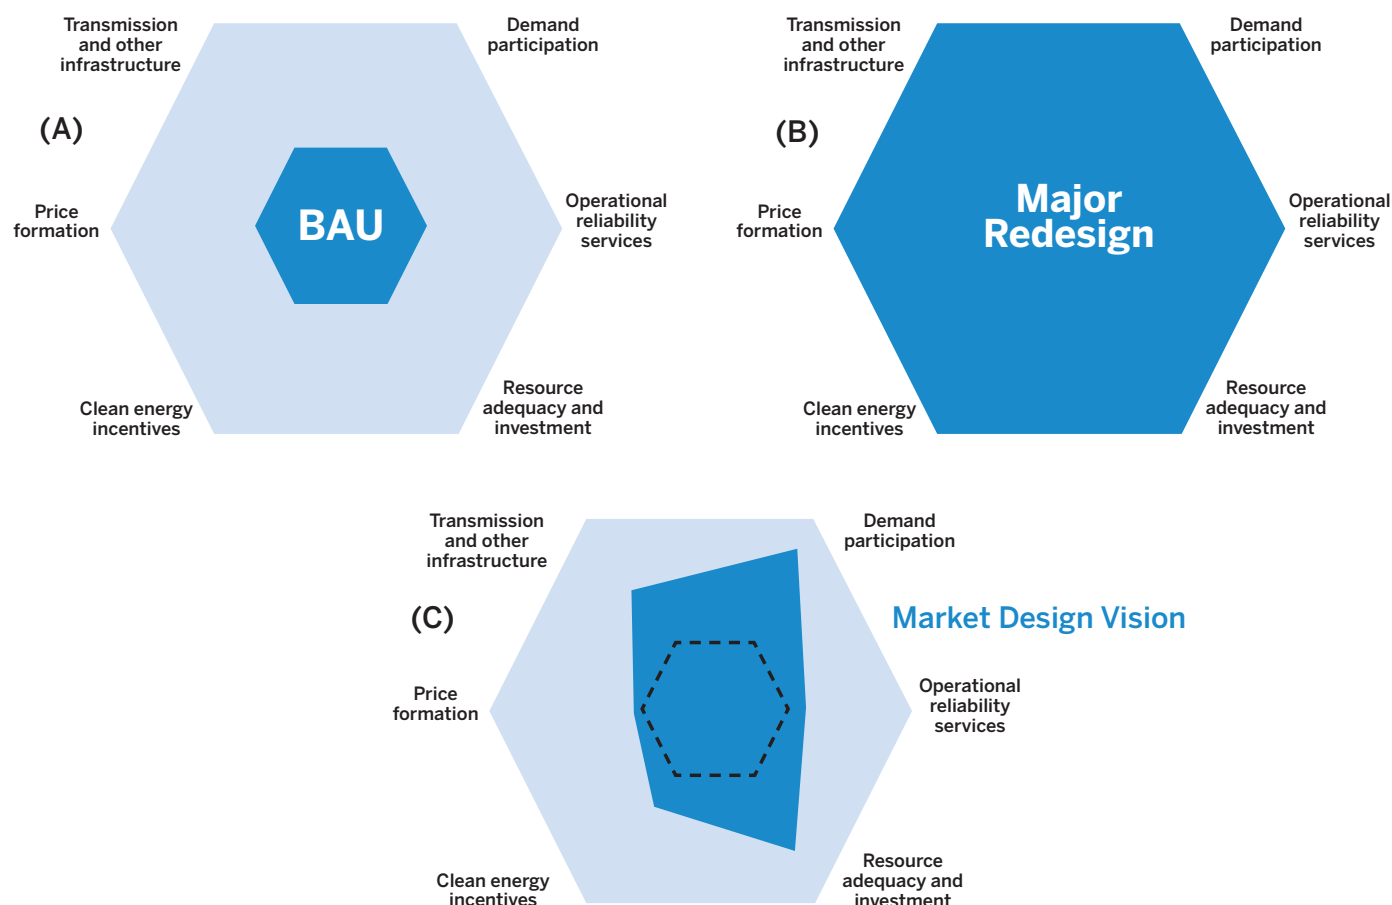 Transmission
and other
infrastructure
Demand
participation
(A)
Price
formation
BAU
Operational
reliability
services
Clean energy
incentives
Resource
adequacy and
investment
Transmission
and other
infrastructure
Demand
participation
(B)
Price
formation
Major
Redesign
Operational
reliability
services
Clean energy
incentives
Resource
adequacy and
investment
Transmission
and other
infrastructure
Demand
participation
(C)
Market Design Vision
Price
formation
Operational
reliability
services
Clean energy
incentives
Resource
adequacy and
investment